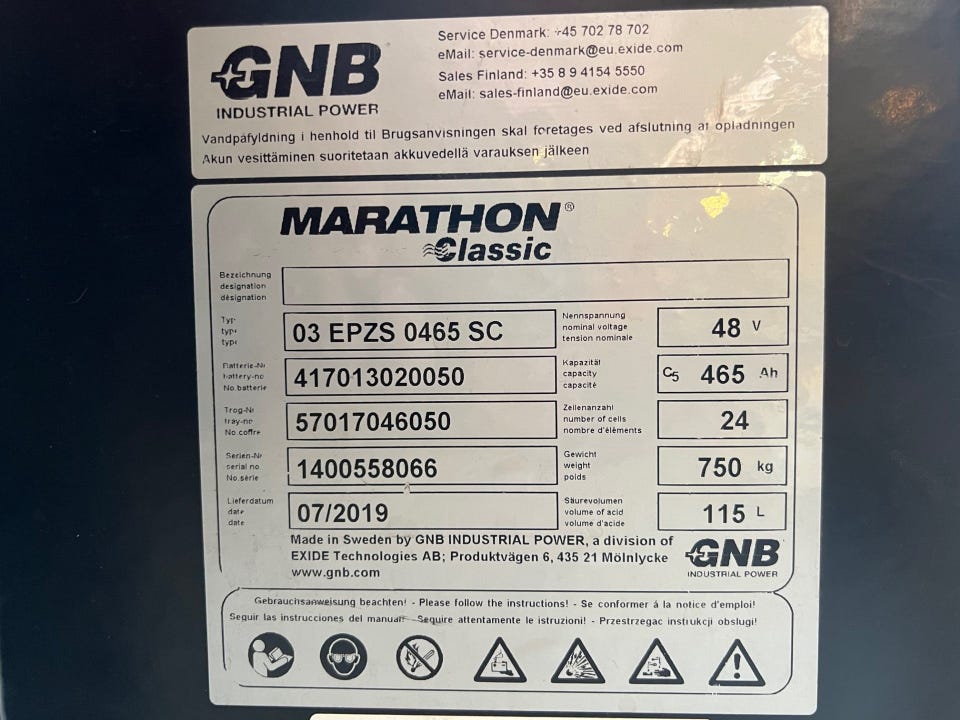 GNB
INDUSTRIAL POWER
Service Denmark: +45 702 78 702
eMail: service-denmark@eu.exide.com
Sales Finland: +35 8 9 4154 5550
eMail: sales-finland@eu.exide.com
Vandpåfyldning i henhold til Brugsanvisningen skal foretages ved afslutning af opladningen
Akun vesittäminen suoritetaan akkuvedellä varauksen jälkeen
MARATHON®
Classic
Bezeichnung
designation
désignation
Typ
type
type
03 EPZS 0465 SC
Nennspannung
nominal voltage
tension nominale
48 V
Batterie-Nr
battery-no
No.batterie
417013020050
Kapazität
capacity
capacité
C5 465 Ah
Trog-Nr
tray-no
No.coffre
57017046050
Zellenanzahl
number of cells
nombre d'éléments
24
Serien-Nr
serial no
No.série
1400558066
Gewicht
weight
poids
750 kg
Lieferdatum
date
date
07/2019
Säurevolumen
volume of acid
volume d'acide
115 L
Made in Sweden by GNB INDUSTRIAL POWER, a division of
EXIDE Technologies AB; Produktvägen 6, 435 21 Mölnlycke
www.gnb.com
GNB
INDUSTRIAL POWER
Gebrauchsanweisung beachten! - Please follow the instructions! - Se conformer à la notice d'emploi!
Seguir las instrucciones del manual! - Seguire attentamente le istruzioni! - Przestrzegac instrukcji obslugi!